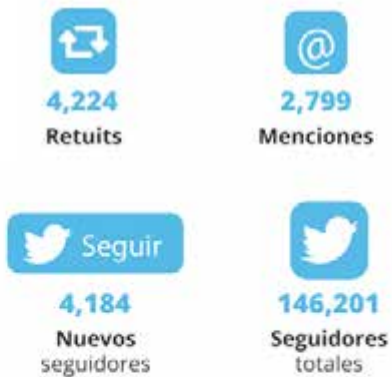 @
4,224
2,799
Retuits
Menciones
Seguir
4,184
146,201
Nuevos
seguidores
Seguidores
totales